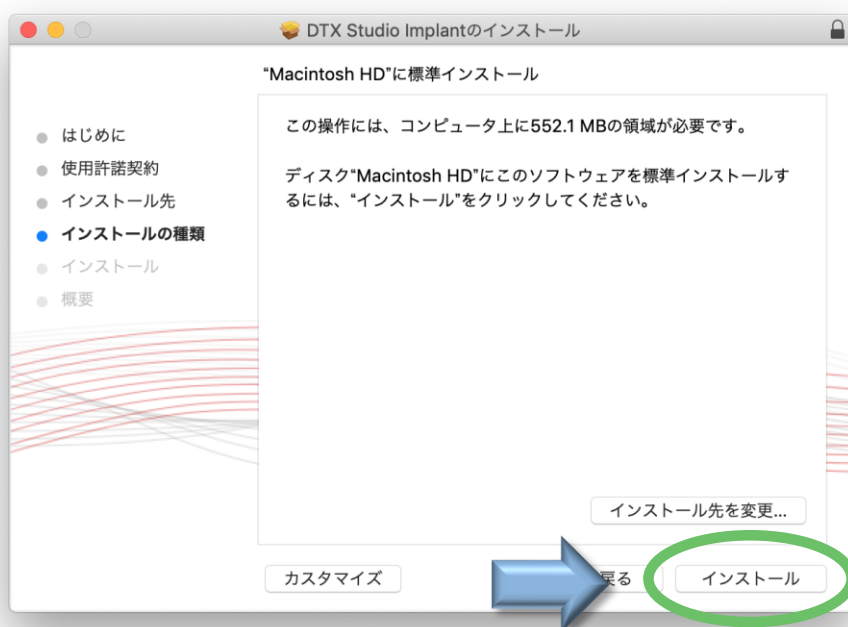 DTX Studio Implantのインストール
“Macintosh HD”に標準インストール
はじめに
使用許諾契約
インストール先
インストールの種類
インストール
概要
この操作には、コンピュータ上に552.1 MBの領域が必要です。
ディスク“Macintosh HD”にこのソフトウェアを標準インストールす
るには、“インストール”をクリックしてください。
インストール先を変更...
カスタマイズ
戻る
インストール